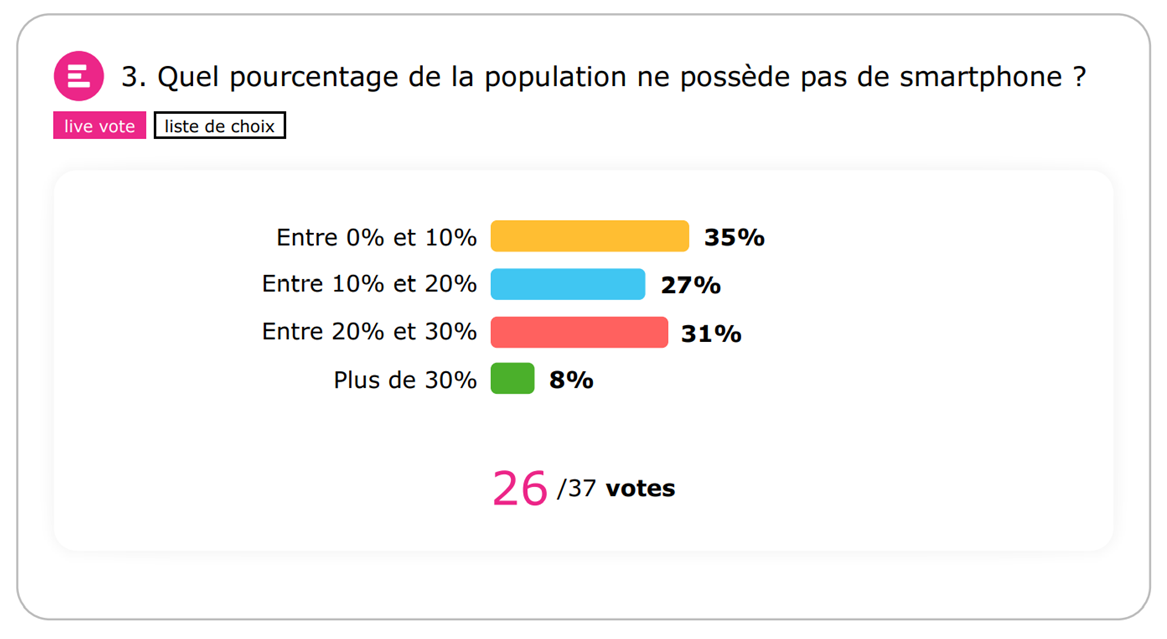 E 3. Quel pourcentage de la population ne possède pas de smartphone ?
live vote liste de choix
Entre 0% et 10% 35%
Entre 10% et 20% 27%
Entre 20% et 30% 31%
Plus de 30% 8%
26 /37 votes